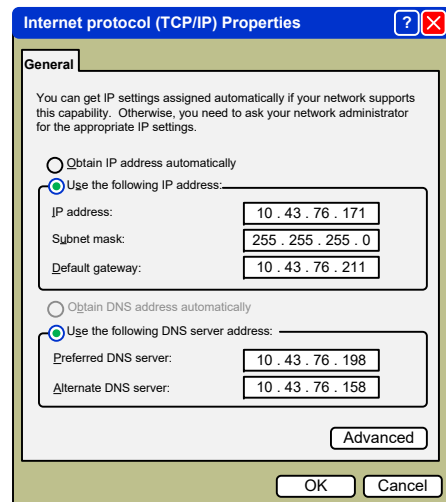 Internet protocol (TCP/IP) Properties ?
General
You can get IP settings assigned automatically if your network supports
this capability. Otherwise, you need to ask your network administrator
for the appropriate IP settings.
Obtain IP address automatically
Use the following IP address:
IP address: 10 . 43 . 76 . 171
Subnet mask: 255 . 255 . 255 . 0
Default gateway: 10 . 43 . 76 . 211
Obtain DNS address automatically
Use the following DNS server address:
Preferred DNS server: 10 . 43 . 76 . 198
Alternate DNS server: 10 . 43 . 76 . 158
Advanced
OK Cancel